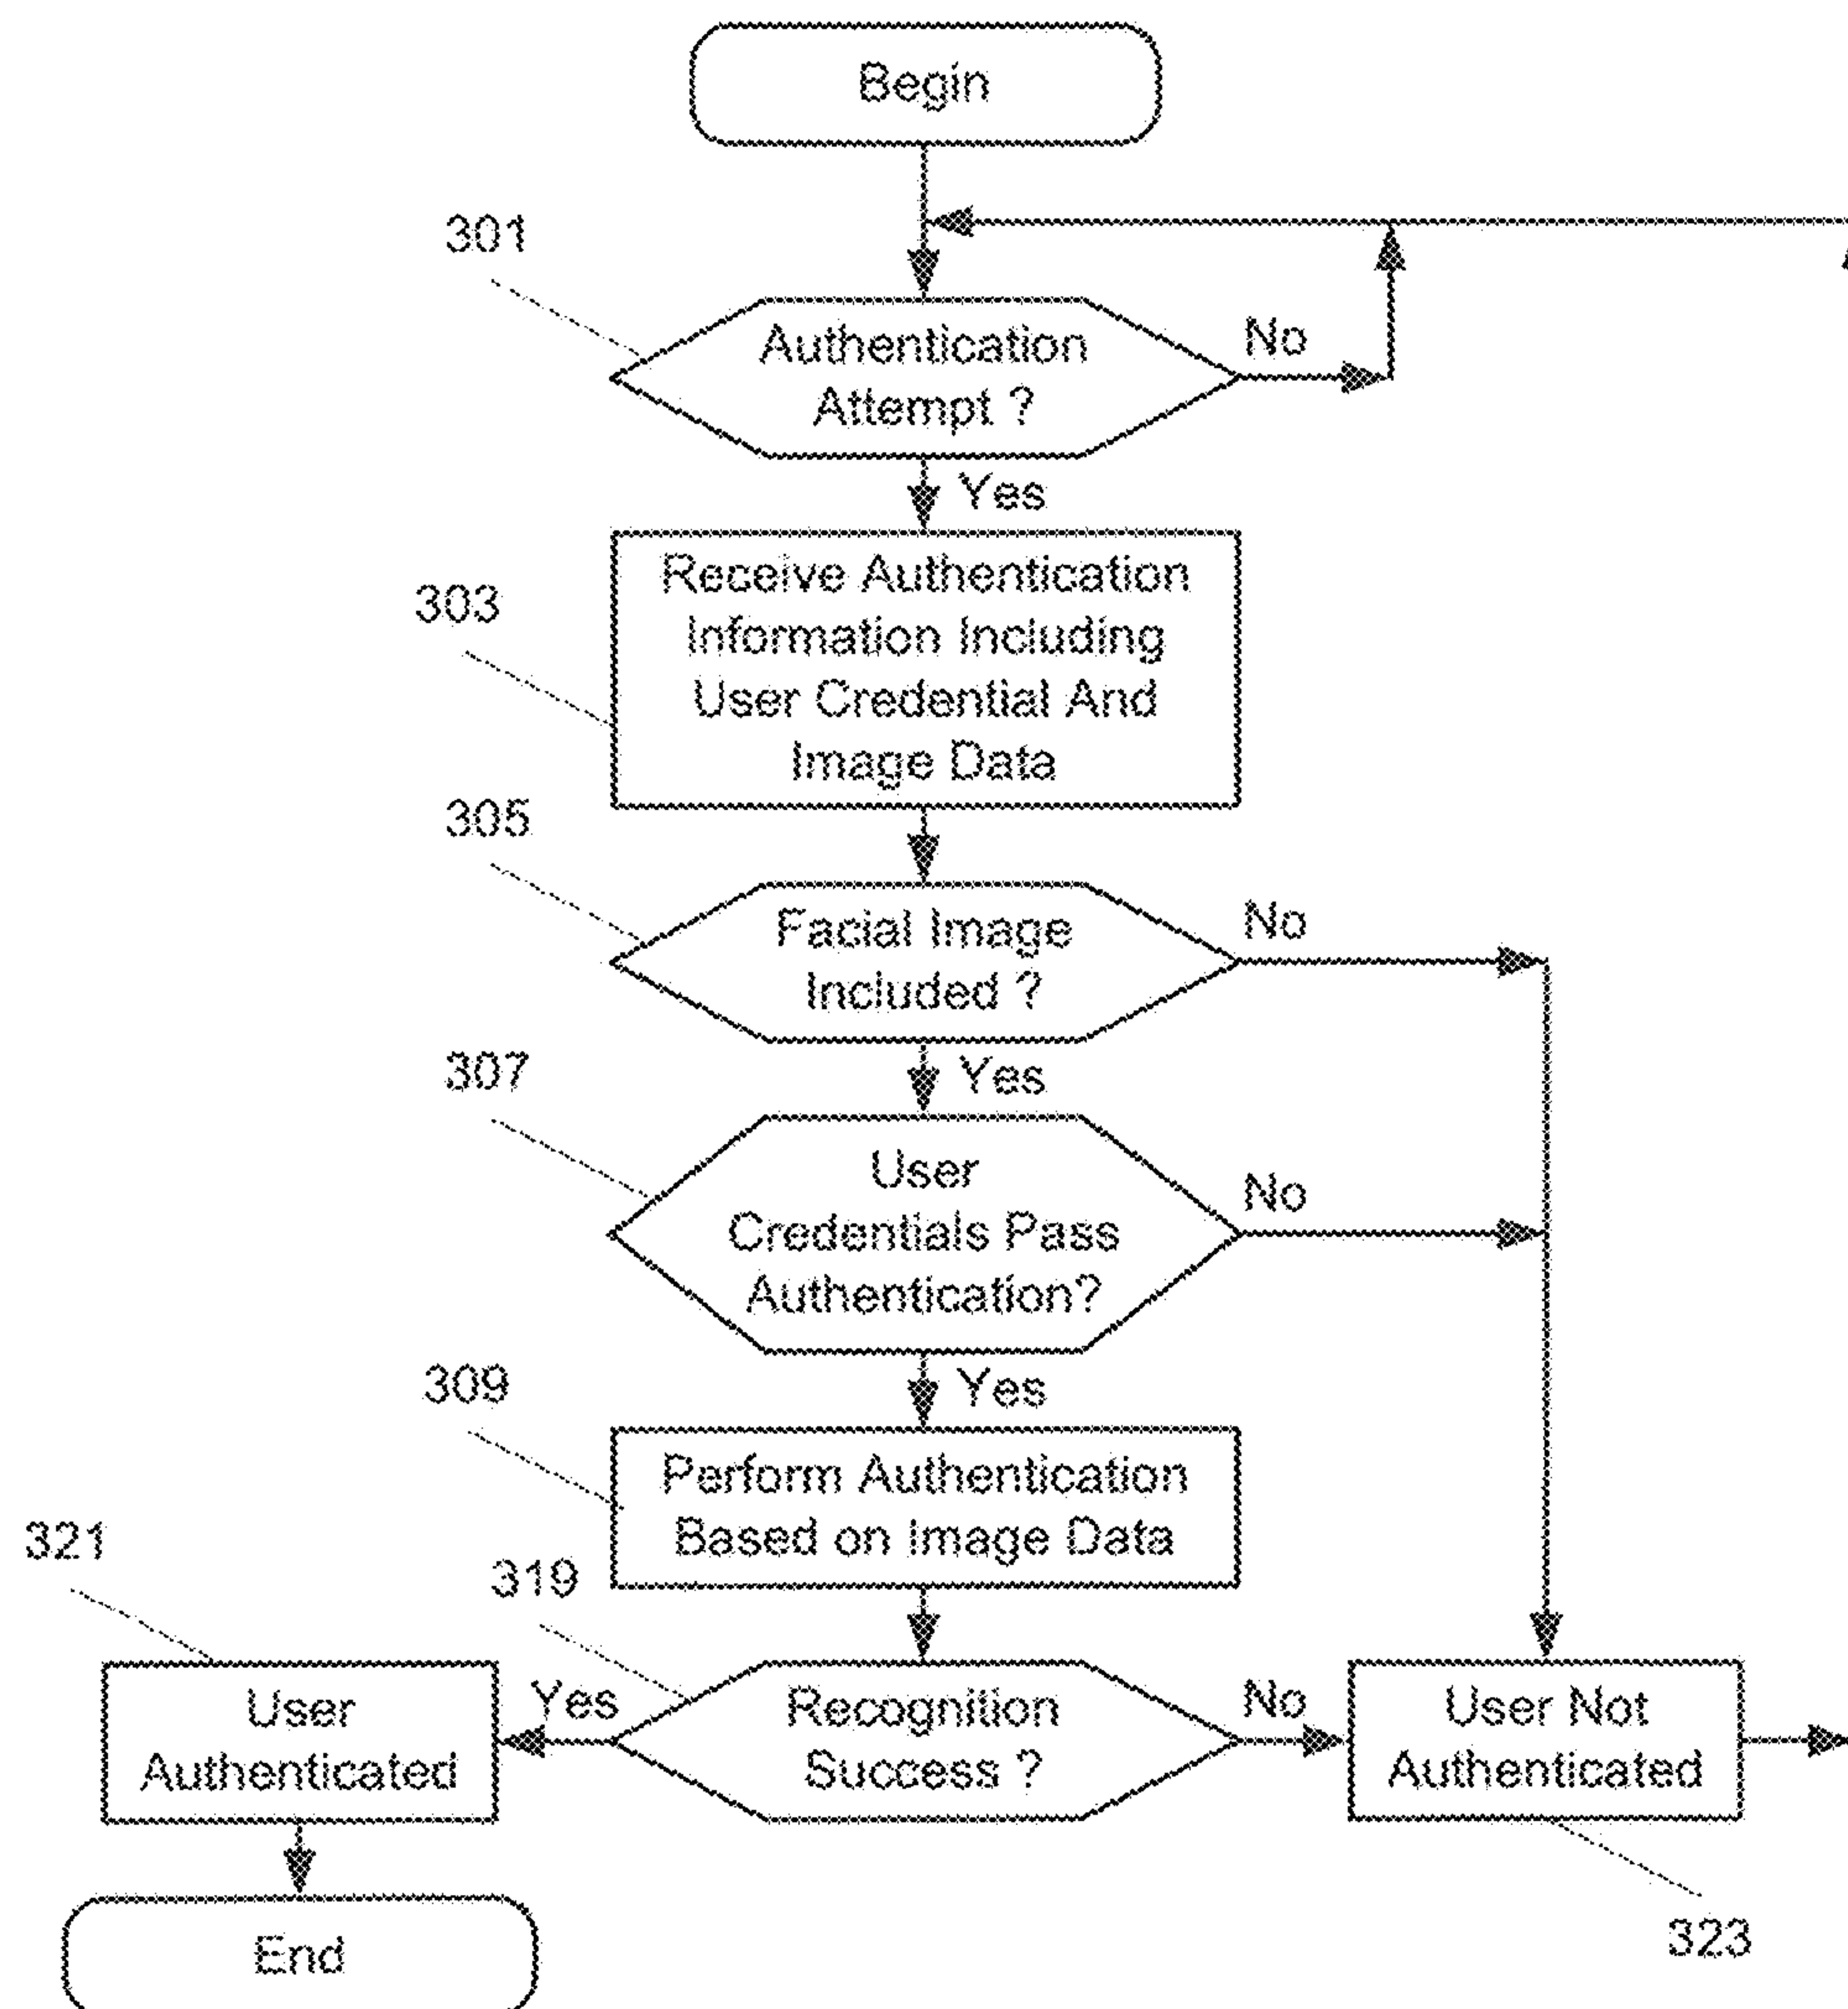 Begin
301
Authentication
Attempt ?
No
Yes
303
Receive Authentication
Information Including
User Credential And
Image Data
305
Facial Image
Included ?
No
Yes
307
User
Credentials Pass
Authentication?
No
Yes
309
Perform Authentication
Based on Image Data
321
319
User
Authenticated
Yes
Recognition
Success ?
No
User Not
Authenticated
End
323